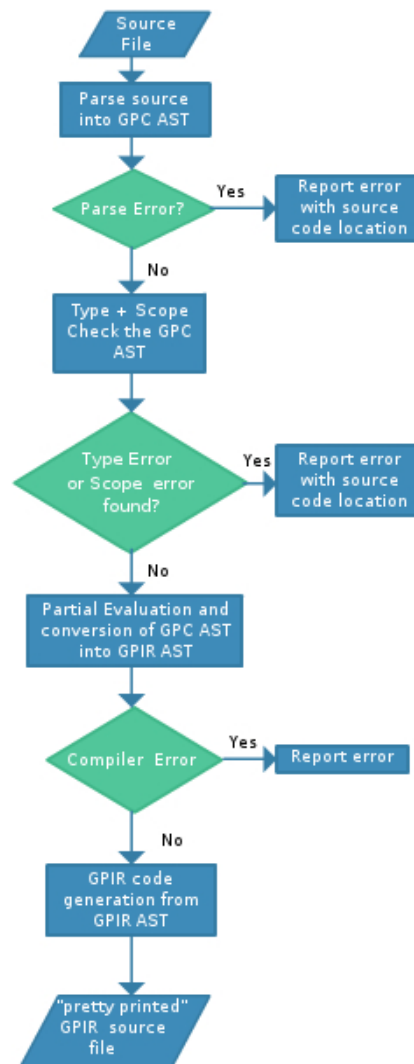 Source
File
Parse source
into GPC AST
Parse Error?
Yes
Report error
with source
code location
No
Type + Scope
Check the GPC
AST
Type Error
or Scope error
found?
Yes
Report error
with source
code location
No
Partial Evaluation and
conversion of GPC AST
into GPIR AST
Compiler Error
Yes
Report error
No
GPIR code
generation from
GPIR AST
"pretty printed"
GPIR source
file